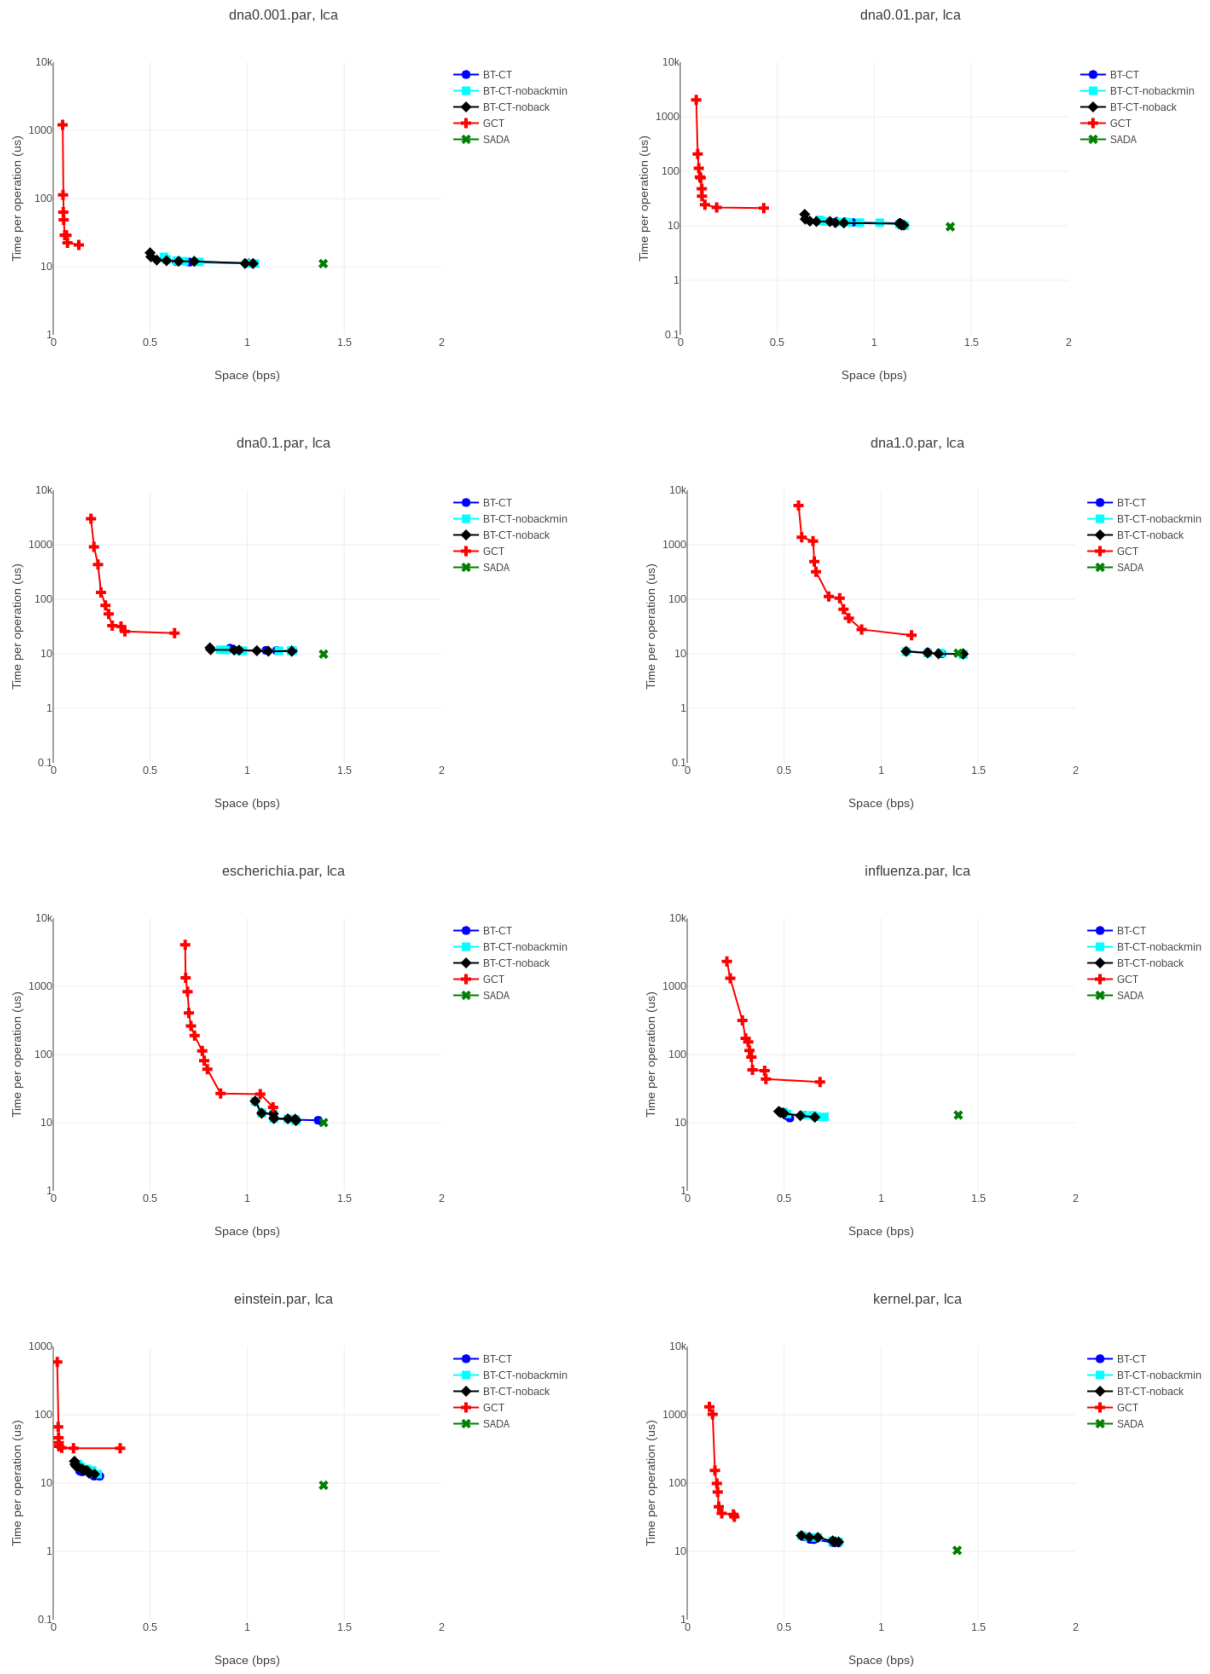 dna0.001.par, lca
10k
1000
100
10
1
0
0.5
1
1.5
2
Time per operation (us)
Space (bps)
BT-CT
BT-CT-nobackmin
BT-CT-noback
GCT
SADA
dna0.01.par, lca
10k
1000
100
10
1
0.1
0
0.5
1
1.5
2
Time per operation (us)
Space (bps)
BT-CT
BT-CT-nobackmin
BT-CT-noback
GCT
SADA
dna0.1.par, lca
10k
1000
100
10
1
0.1
0
0.5
1
1.5
2
Time per operation (us)
Space (bps)
BT-CT
BT-CT-nobackmin
BT-CT-noback
GCT
SADA
dna1.0.par, lca
10k
1000
100
10
1
0.1
0
0.5
1
1.5
2
Time per operation (us)
Space (bps)
BT-CT
BT-CT-nobackmin
BT-CT-noback
GCT
SADA
escherichia.par, lca
10k
1000
100
10
1
0
0.5
1
1.5
2
Time per operation (us)
Space (bps)
BT-CT
BT-CT-nobackmin
BT-CT-noback
GCT
SADA
influenza.par, lca
10k
1000
100
10
1
0
0.5
1
1.5
2
Time per operation (us)
Space (bps)
BT-CT
BT-CT-nobackmin
BT-CT-noback
GCT
SADA
einstein.par, lca
1000
100
10
1
0.1
0
0.5
1
1.5
2
Time per operation (us)
Space (bps)
BT-CT
BT-CT-nobackmin
BT-CT-noback
GCT
SADA
kernel.par, lca
10k
1000
100
10
1
0
0.5
1
1.5
2
Time per operation (us)
Space (bps)
BT-CT
BT-CT-nobackmin
BT-CT-noback
GCT
SADA